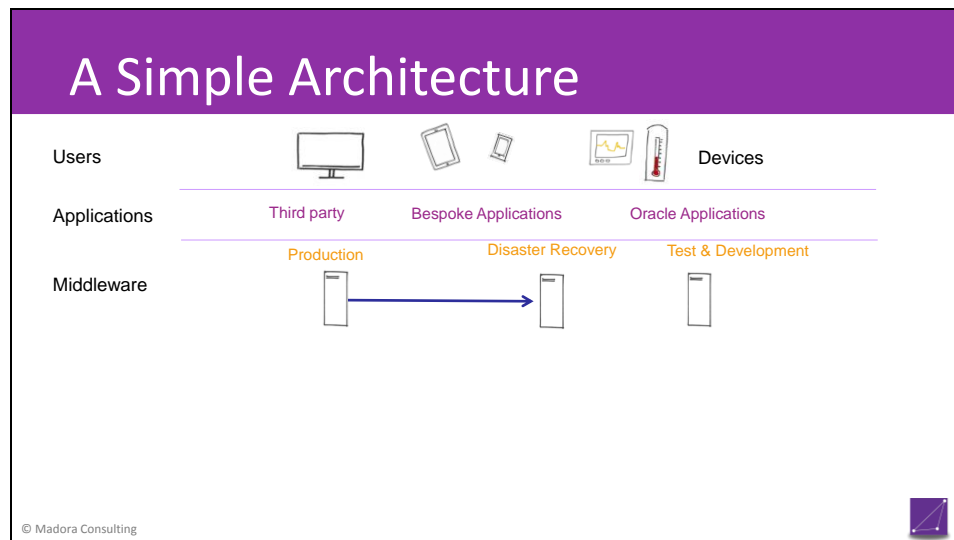 A Simple Architecture
Users
Devices
Applications
Third party
Bespoke Applications
Oracle Applications
Production
Disaster Recovery
Test & Development
Middleware
© Madora Consulting